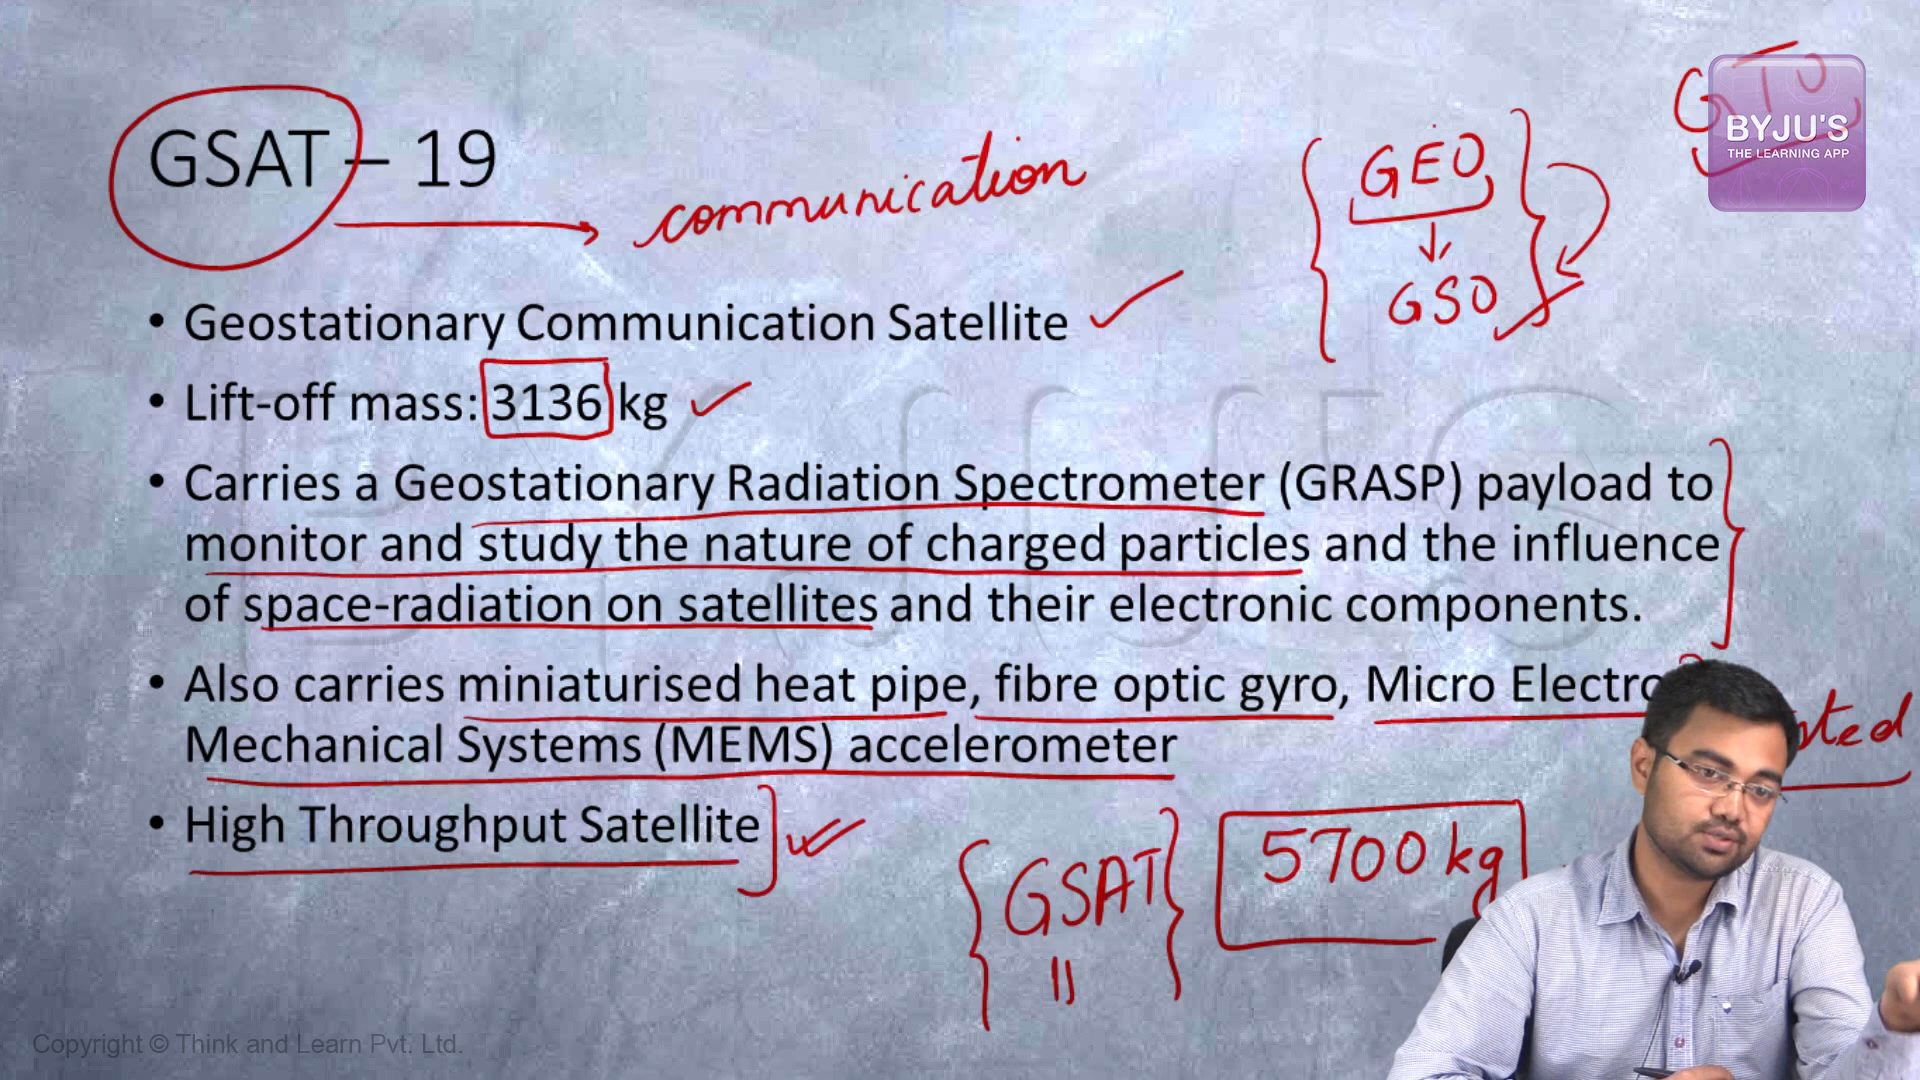 GSAT – 19
communication
GEO
GSO
GTO
BYJU'S
THE LEARNING APP
• Geostationary Communication Satellite
• Lift-off mass: 3136 kg
• Carries a Geostationary Radiation Spectrometer (GRASP) payload to
monitor and study the nature of charged particles and the influence
of space-radiation on satellites and their electronic components.
• Also carries miniaturised heat pipe, fibre optic gyro, Micro Electro
Mechanical Systems (MEMS) accelerometer
• High Throughput Satellite
GSAT
11
5700 kg
Copyright © Think and Learn Pvt. Ltd.